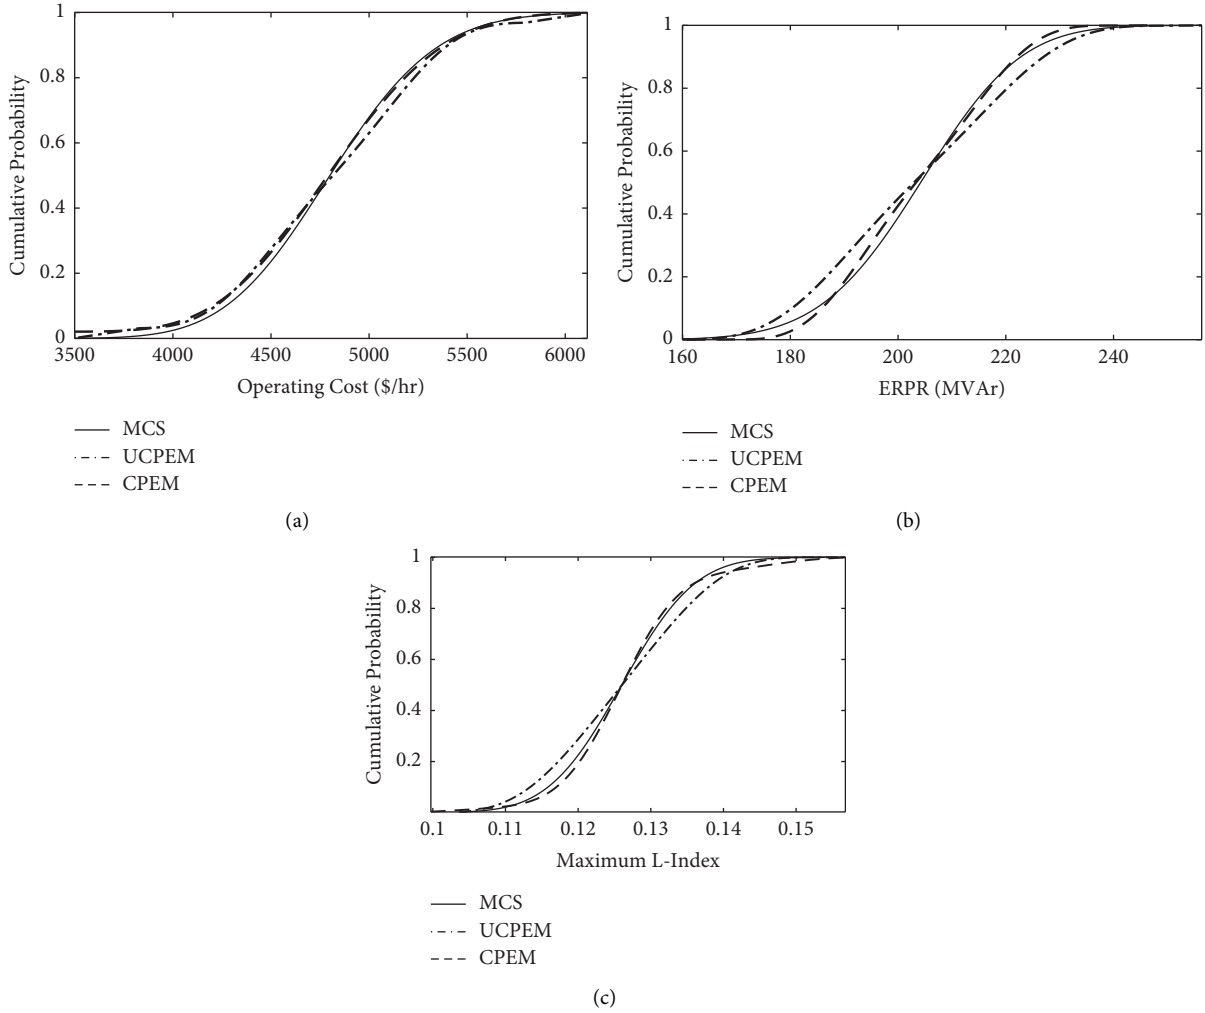 Cumulative Probability
1
0.8
0.6
0.4
0.2
0
3500 4000 4500 5000 5500 6000
Operating Cost ($/hr)
MCS
UCPEM
CPEM
(a)
Cumulative Probability
1
0.8
0.6
0.4
0.2
0
160 180 200 220 240
ERPR (MVAr)
MCS
UCPEM
CPEM
(b)
Cumulative Probability
1
0.8
0.6
0.4
0.2
0.1 0.11 0.12 0.13 0.14 0.15
Maximum L-Index
MCS
UCPEM
CPEM
(c)